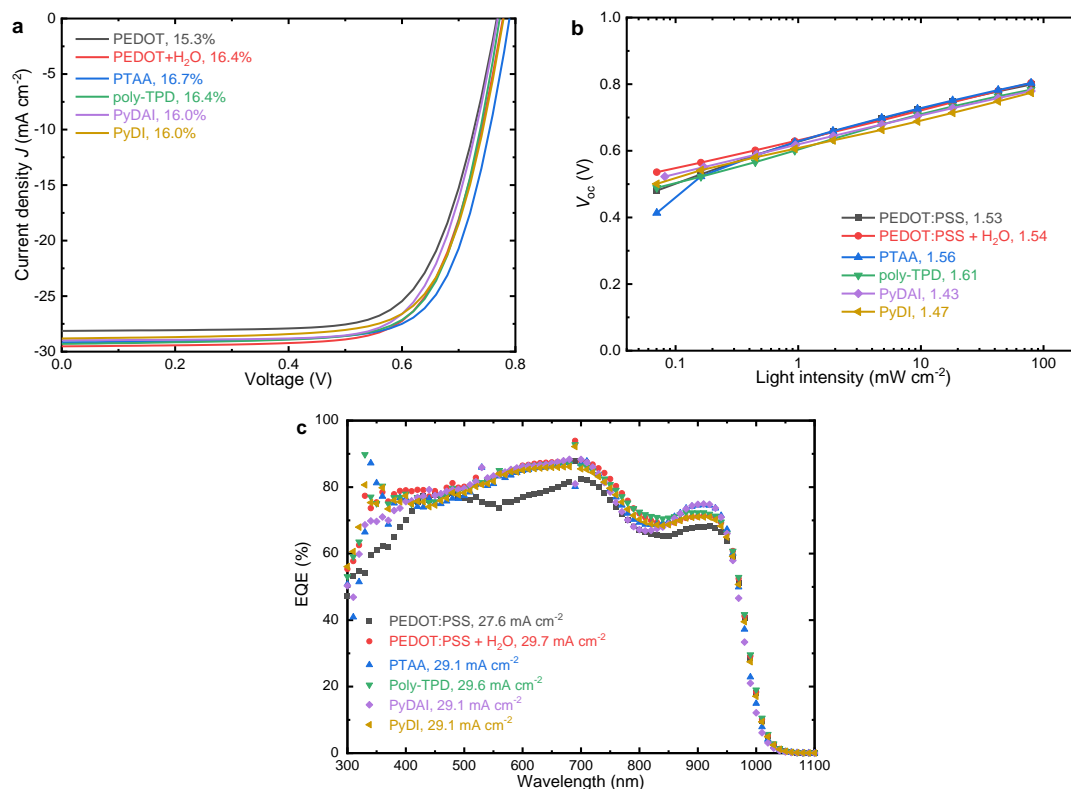 a
Current density J (mA cm⁻²)
0
-5
-10
-15
-20
-25
-30
PEDOT, 15.3%
PEDOT+H₂O, 16.4%
PTAA, 16.7%
poly-TPD, 16.4%
PyDAI, 16.0%
PyDI, 16.0%
0.0 0.2 0.4 0.6 0.8
Voltage (V)
b
Voc (V)
1.0
0.8
0.6
0.4
0.2
0.0
PEDOT:PSS, 1.53
PEDOT:PSS + H₂O, 1.54
PTAA, 1.56
poly-TPD, 1.61
PyDAI, 1.43
PyDI, 1.47
0.1 1 10 100
Light intensity (mW cm⁻²)
c
EQE (%)
100
80
60
40
20
0
PEDOT:PSS, 27.6 mA cm⁻²
PEDOT:PSS + H₂O, 29.7 mA cm⁻²
PTAA, 29.1 mA cm⁻²
Poly-TPD, 29.6 mA cm⁻²
PyDAI, 29.1 mA cm⁻²
PyDI, 29.1 mA cm⁻²
300 400 500 600 700 800 900 1000 1100
Wavelength (nm)